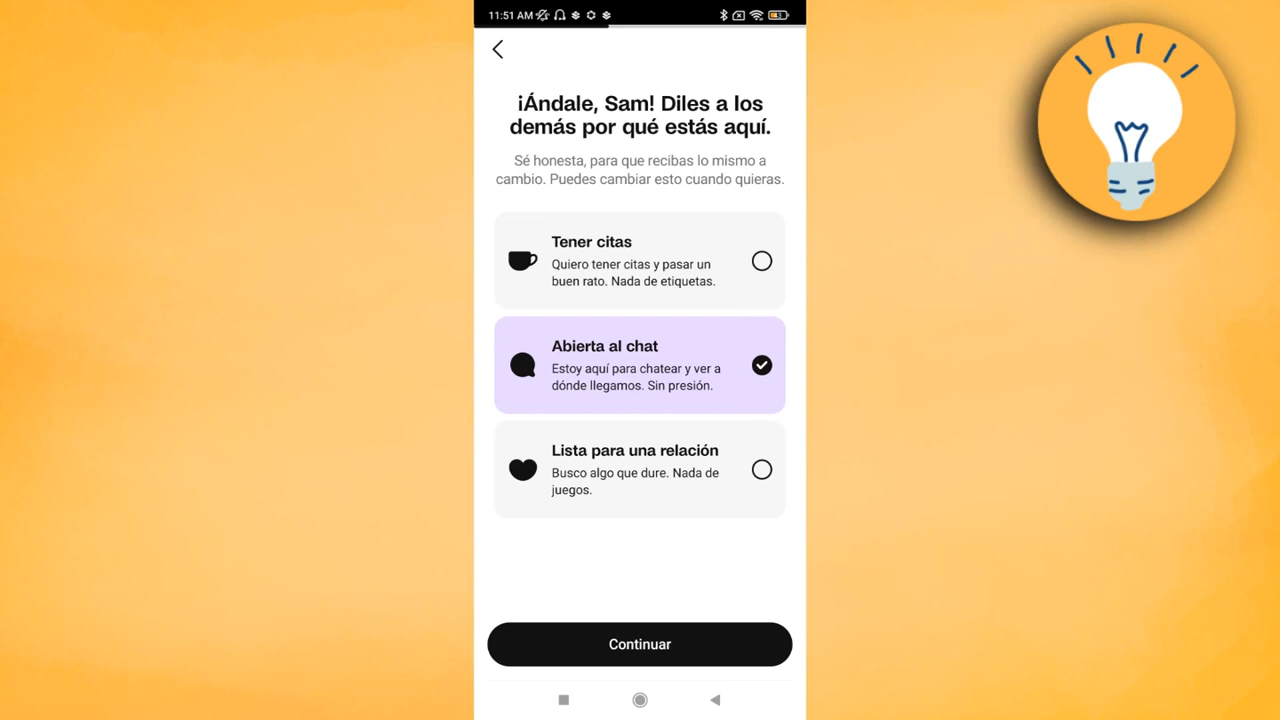 11:51 AM
¡Ándale, Sam! Diles a los
demás por qué estás aquí.
Sé honesta, para que recibas lo mismo a
cambio. Puedes cambiar esto cuando quieras.
Tener citas
Quiero tener citas y pasar un
buen rato. Nada de etiquetas.
Abierta al chat
Estoy aquí para chatear y ver a
dónde llegamos. Sin presión.
Lista para una relación
Busco algo que dure. Nada de
juegos.
Continuar